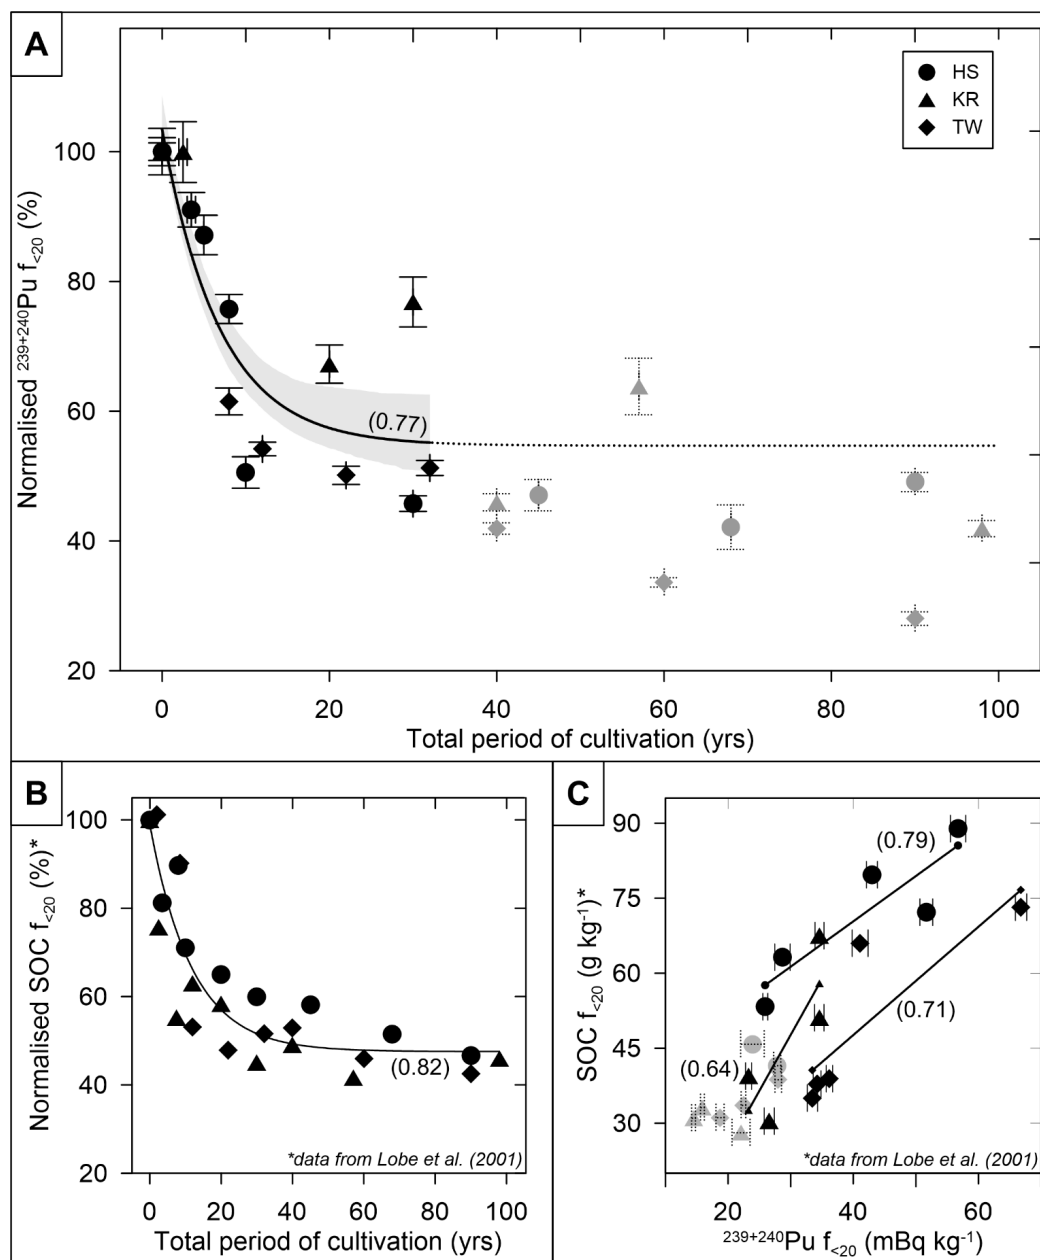 A
HS
KR
TW
Normalised ²³⁹⁺²⁴⁰Pu f<20 (%)
100
80
60
40
20
(0.77)
0 20 40 60 80 100
Total period of cultivation (yrs)
B
Normalised SOC f<20 (%)*
100
80
60
40
20
(0.82)
*data from Lobe et al. (2001)
0 20 40 60 80 100
Total period of cultivation (yrs)
C
SOC f<20 (g kg⁻¹)*
90
75
60
45
30
(0.79)
(0.71)
(0.64)
*data from Lobe et al. (2001)
20 40 60
²³⁹⁺²⁴⁰Pu f<20 (mBq kg⁻¹)